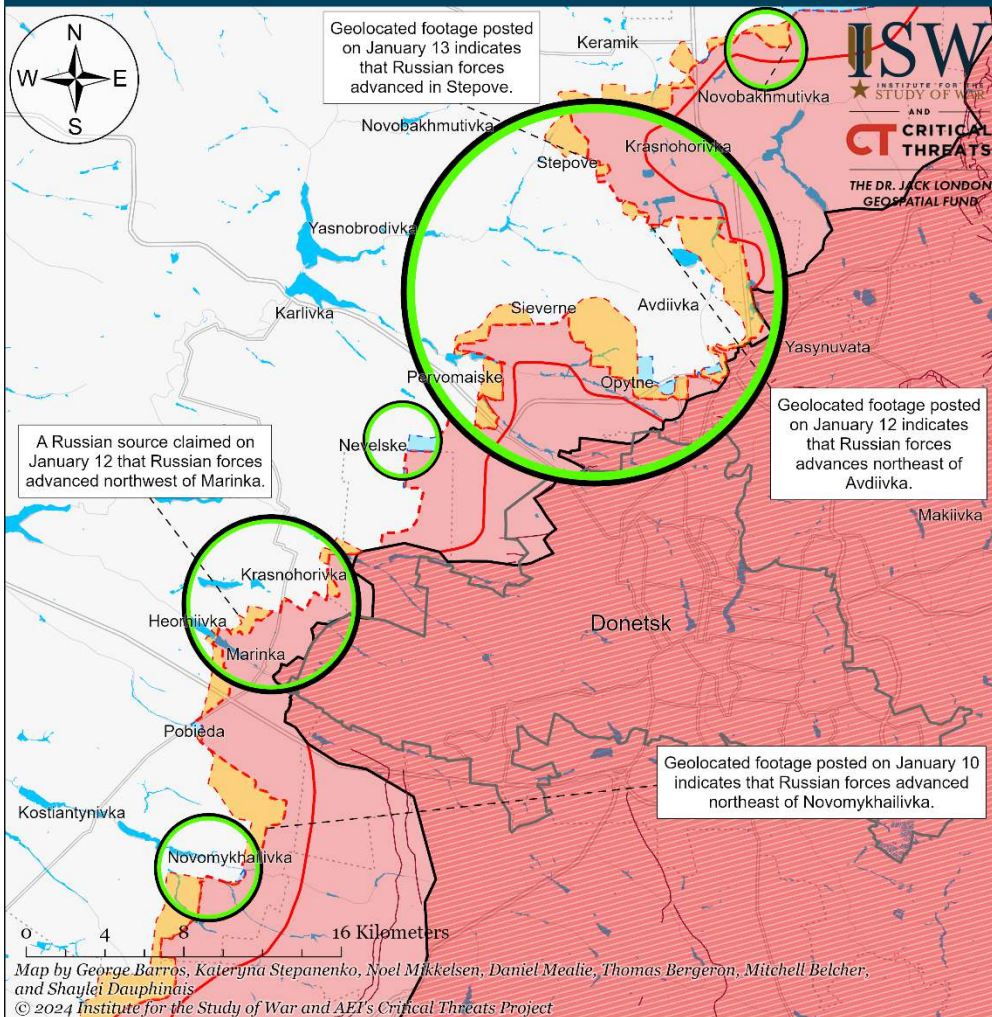 N
W
E
S
Geolocated footage posted
on January 13 indicates
that Russian forces
advanced in Stepove.
Keramik
Novobakhmutivka
ISW
INSTITUTE FOR THE
STUDY OF WAR
AND
CT CRITICAL
THREATS
THE DR. JACK LONDON
GEOSPATIAL FUND
Novobakhmutivka
Krasnohorivka
Stepove
Yasnobrodivka
Karlivka
Sieverne
Avdiivka
Yasynuvata
Pervomaiske
Opytne
Geolocated footage posted
on January 12 indicates
that Russian forces
advances northeast of
Avdiivka.
A Russian source claimed on
January 12 that Russian forces
advanced northwest of Marinka.
Nevelske
Makiivka
Krasnohorivka
Heorhiivka
Marinka
Donetsk
Pobieda
Geolocated footage posted on January 10
indicates that Russian forces advanced
northeast of Novomykhailivka.
Kostiantynivka
Novomykhailivka
0 4 8 16 Kilometers
Map by George Barros, Kateryna Stepanenko, Noel Mikkelsen, Daniel Mealie, Thomas Bergeron, Mitchell Belcher,
and Shaylei Dauphinais
© 2024 Institute for the Study of War and AEI's Critical Threats Project